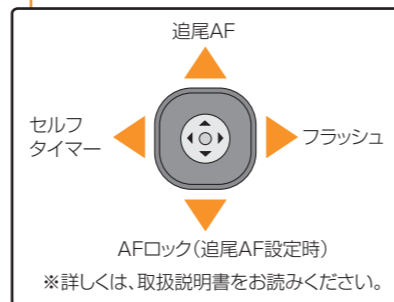 追尾AF
セルフ
タイマー
フラッシュ
AFロック(追尾AF設定時)
※詳しくは、取扱説明書をお読みください。